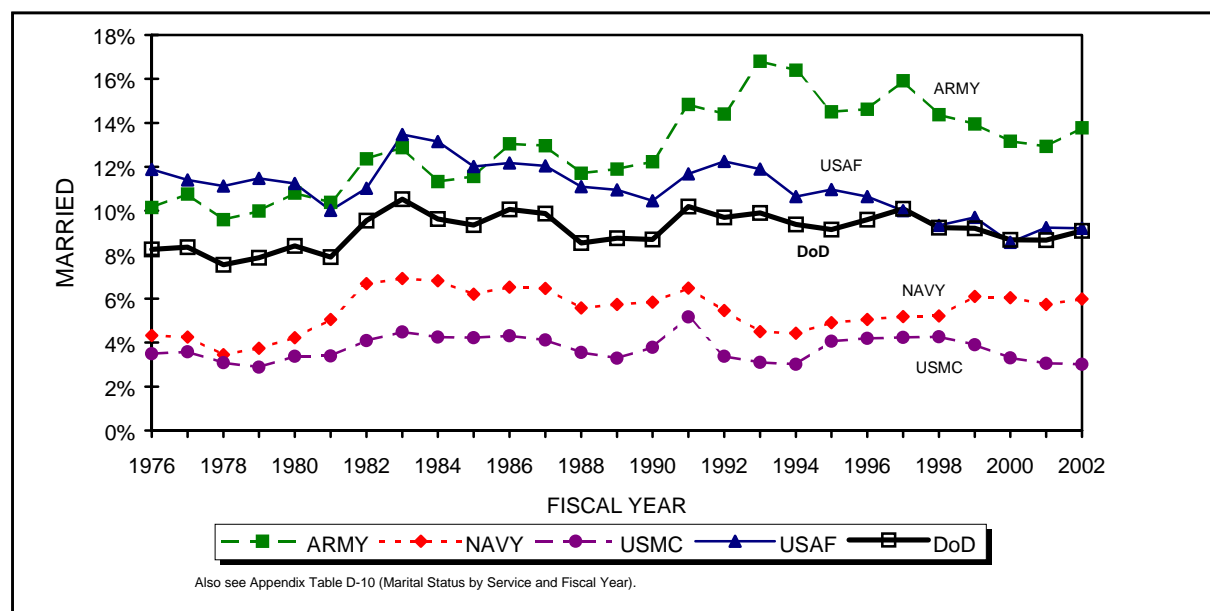 18%
16%
14%
12%
10%
8%
6%
4%
2%
0%
MARRIED
ARMY
USAF
DoD
NAVY
USMC
1976 1978 1980 1982 1984 1986 1988 1990 1992 1994 1996 1998 2000 2002
FISCAL YEAR
ARMY NAVY USMC USAF DoD
Also see Appendix Table D-10 (Marital Status by Service and Fiscal Year).